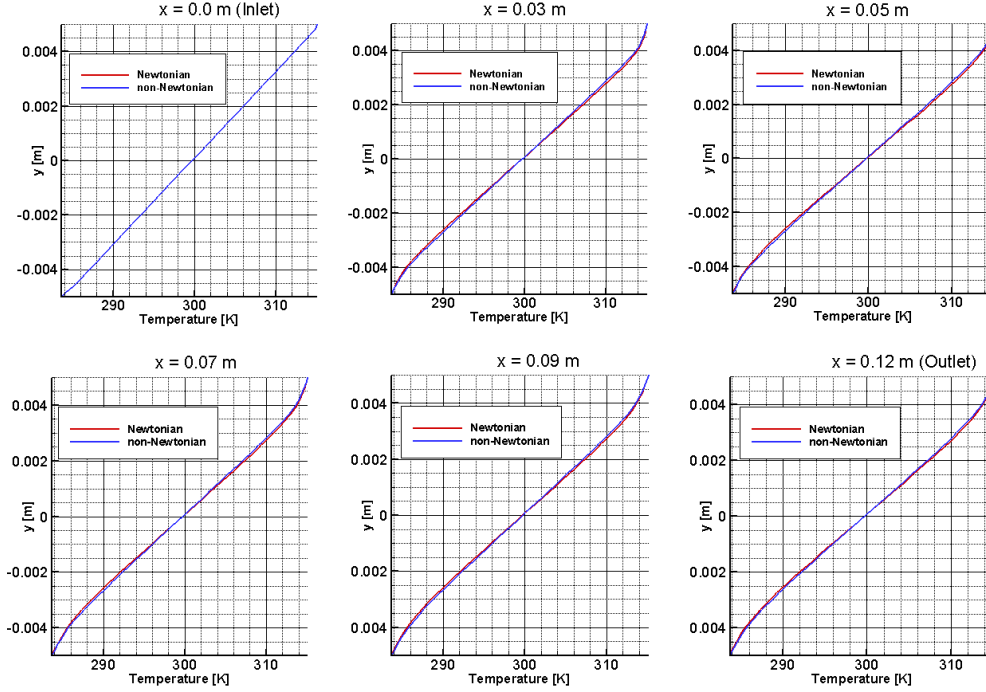 x = 0.0 m (Inlet)
0.004
Newtonian
non-Newtonian
0.002
y [m]
0
-0.002
-0.004
290 300 310
Temperature [K]
x = 0.03 m
0.004
Newtonian
non-Newtonian
0.002
y [m]
0
-0.002
-0.004
290 300 310
Temperature [K]
x = 0.05 m
0.004
Newtonian
non-Newtonian
0.002
y [m]
0
-0.002
-0.004
290 300 310
Temperature [K]
x = 0.07 m
0.004
Newtonian
non-Newtonian
0.002
y [m]
0
-0.002
-0.004
290 300 310
Temperature [K]
x = 0.09 m
0.004
Newtonian
non-Newtonian
0.002
y [m]
0
0.002
0.004
290 300 310
Temperature [K]
x = 0.12 m (Outlet)
0.004
Newtonian
non-Newtonian
0.002
y [m]
0
0.002
0.004
290 300 310
Temperature [K]